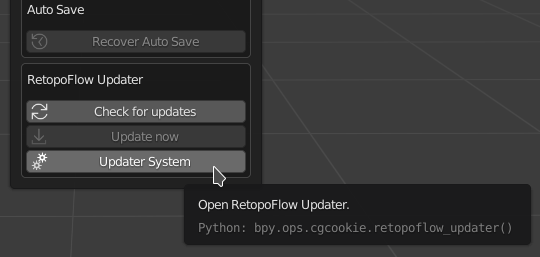 Auto Save
Recover Auto Save
RetopoFlow Updater
Check for updates
Update now
Updater System
Open RetopoFlow Updater.
Python: bpy.ops.cgcookie.retopoflow_updater()